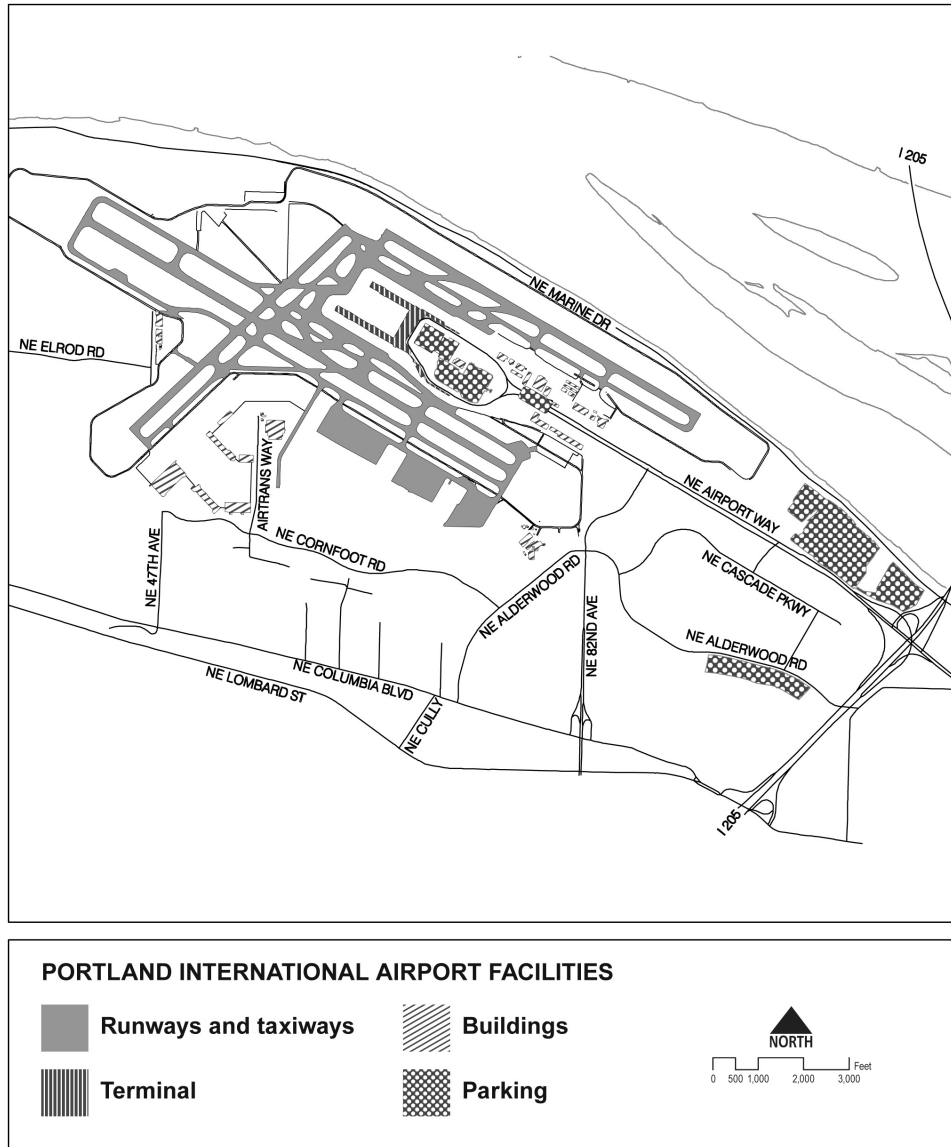 I 205
NE MARINE DR
NE ELROD RD
NE AIRPORT WAY
AIRTRANS WAY
NE CORNFOOT RD
NE 47TH AVE
NE CASCADE PKWY
NE ALDERWOOD RD
NE 82ND AVE
NE ALDERWOOD RD
NE COLUMBIA BLVD
NE LOMBARD ST
NE CULLY
I 205
PORTLAND INTERNATIONAL AIRPORT FACILITIES
Runways and taxiways
Buildings
Terminal
Parking
NORTH
Feet
0 500 1,000 2,000 3,000